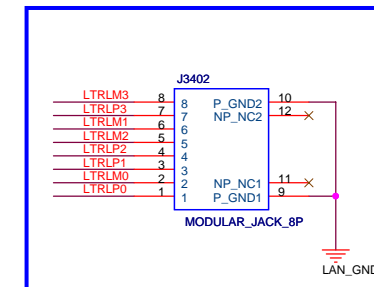 J3402
LTRLM3 8 8 P_GND2 10
LTRLP3 7 7 NP_NC2 12
LTRLM1 6 6
LTRLM2 5 5
LTRLP2 4 4
LTRLP1 3 3
LTRLM0 2 2 NP_NC1 11
LTRLP0 1 1 P_GND1 9
MODULAR_JACK_8P
LAN_GND